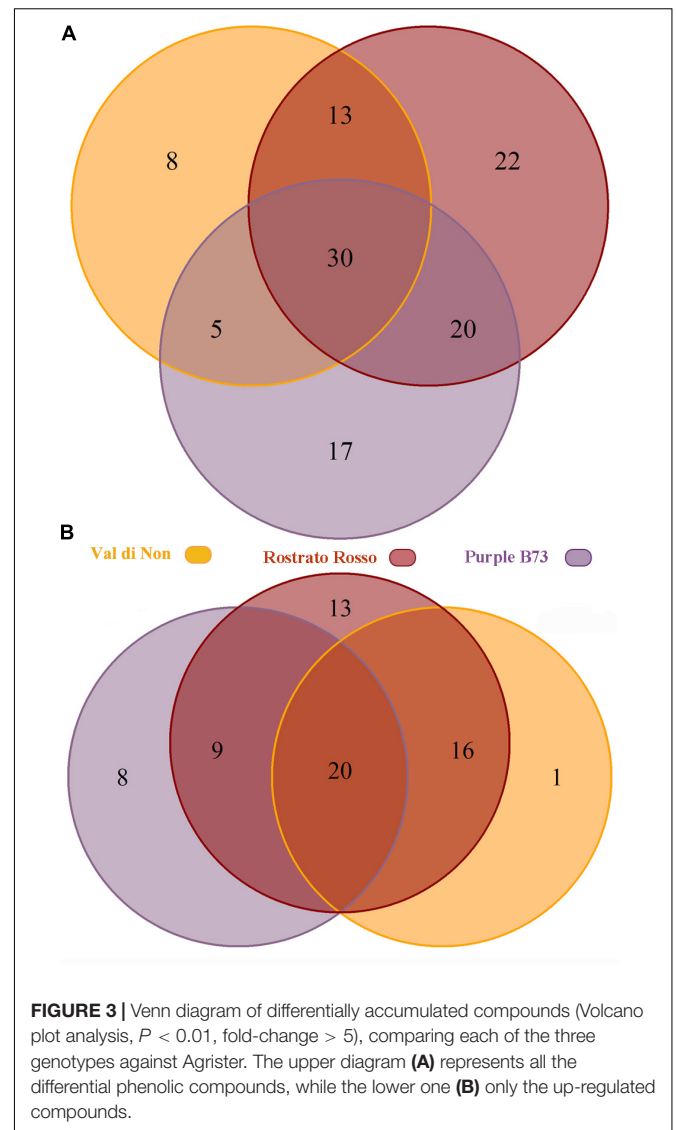 A
13
8
22
30
5
20
17
B
Val di Non
Rostrato Rosso
Purple B73
13
9
16
8
20
1
FIGURE 3 | Venn diagram of differentially accumulated compounds (Volcano
plot analysis, P < 0.01, fold-change > 5), comparing each of the three
genotypes against Agrister. The upper diagram (A) represents all the
differential phenolic compounds, while the lower one (B) only the up-regulated
compounds.